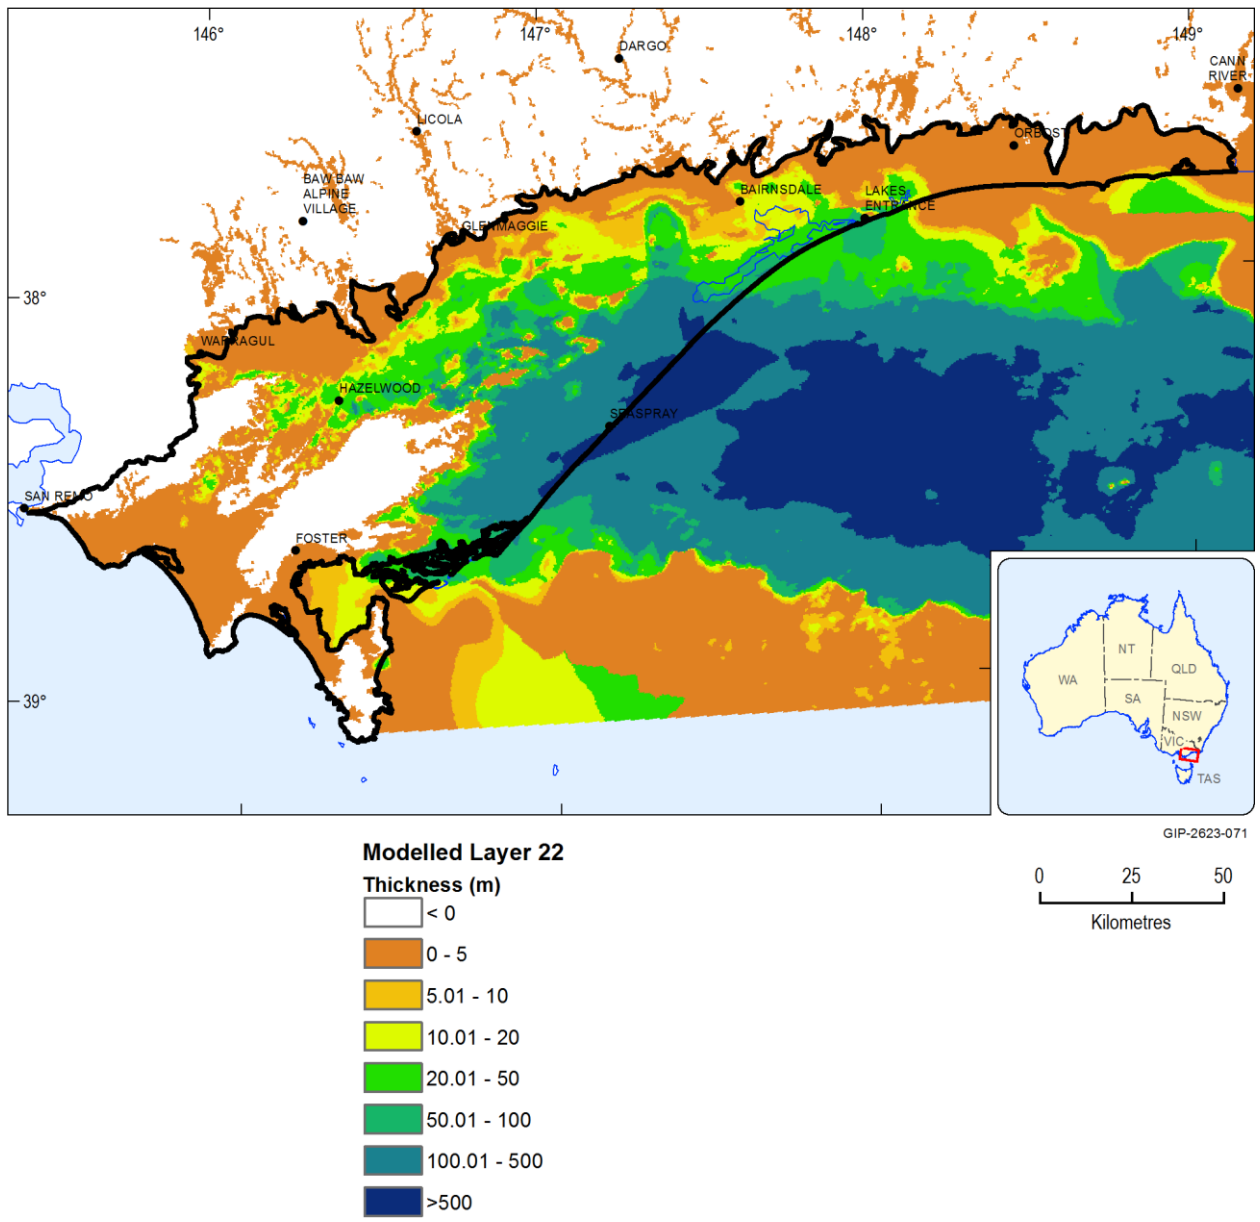 146°
147°
148°
149°
DARGO
CANN
RIVER
LICOLA
ORBOST
BAW BAW
ALPINE
VILLAGE
BAIRNSDALE
LAKES
ENTRANCE
GLENMAGGIE
38°
38°
WARRAGUL
HAZELWOOD
SEASPRAY
SAN REMO
FOSTER
39°
39°
WA
NT
QLD
SA
NSW
VIC
TAS
GIP-2623-071
Modelled Layer 22
Thickness (m)
< 0
0 - 5
5.01 - 10
10.01 - 20
20.01 - 50
50.01 - 100
100.01 - 500
>500
0 25 50
Kilometres